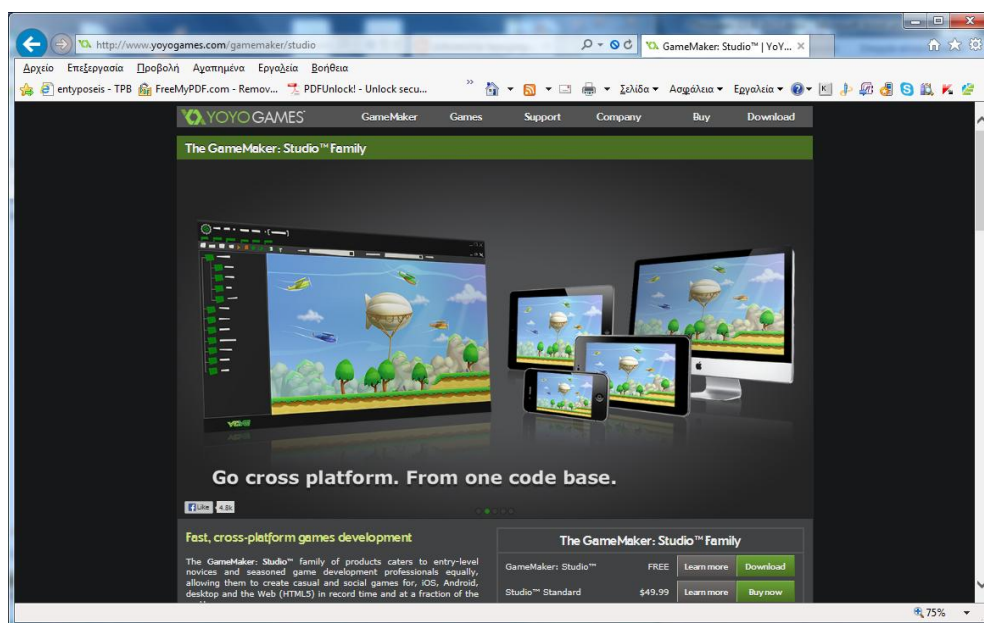 http://www.yoyogames.com/gamemaker/studio
GameMaker: Studio™ | YoY...
Αρχείο Επεξεργασία Προβολή Αγαπημένα Εργαλεία Βοήθεια
entyposeis - TPB FreeMyPDF.com - Remov... PDFUnlock! - Unlock secu... » Σελίδα Ασφάλεια Εργαλεία
YOYOGAMES GameMaker Games Support Company Buy Download
The GameMaker: Studio™ Family
YOYO
Go cross platform. From one code base.
Like 4.8k
Fast, cross-platform games development
The GameMaker: Studio™ family of products caters to entry-level
novices and seasoned game development professionals equally,
allowing them to create casual and social games for, iOS, Android,
desktop and the Web (HTML5) in record time and at a fraction of the
The GameMaker: Studio™ Family
GameMaker: Studio™ FREE Learn more Download
Studio™ Standard $49.99 Learn more Buy now
75%